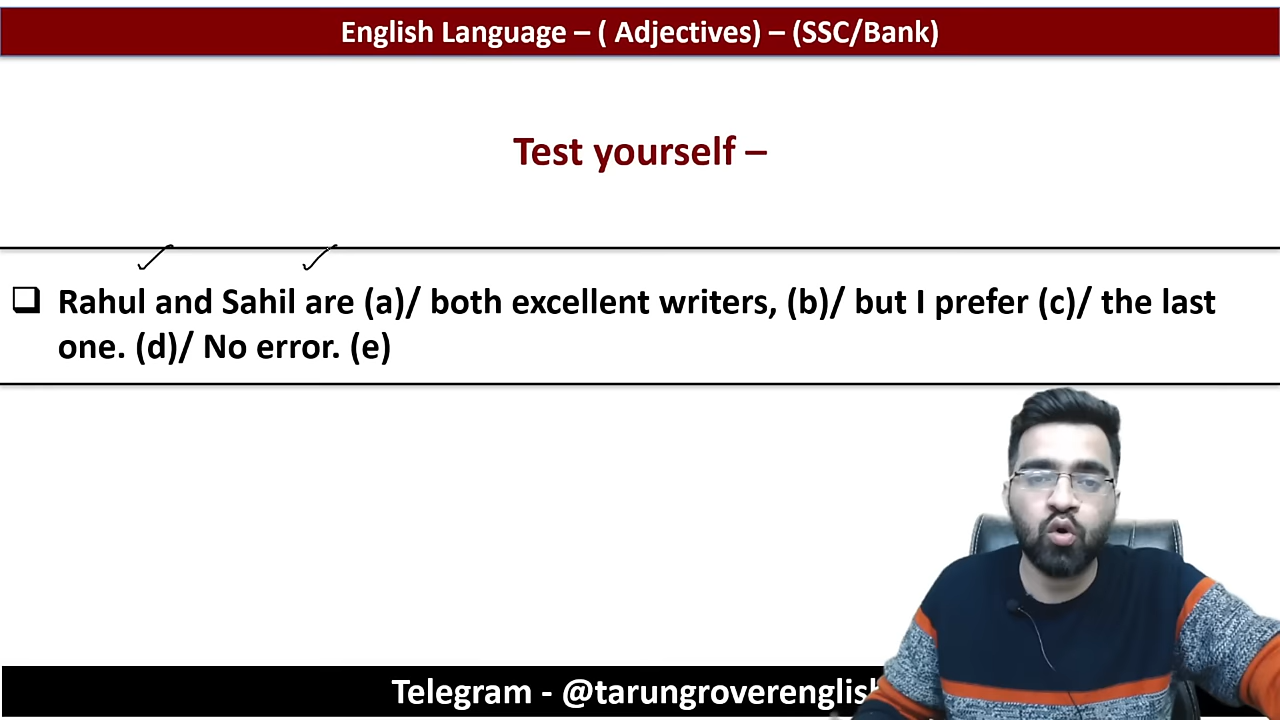 English Language – ( Adjectives) – (SSC/Bank)
Test yourself –
❑ Rahul and Sahil are (a)/ both excellent writers, (b)/ but I prefer (c)/ the last
one. (d)/ No error. (e)
Telegram - @tarungroverenglish